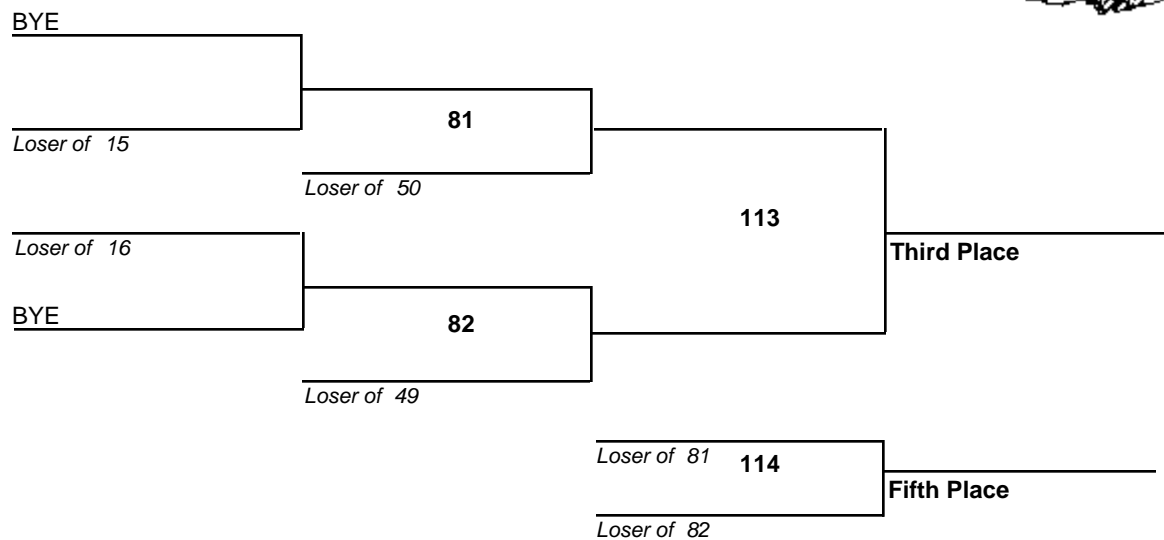 BYE
81
Loser of 15
Loser of 50
113
Loser of 16
Third Place
BYE
82
Loser of 49
Loser of 81
114
Fifth Place
Loser of 82